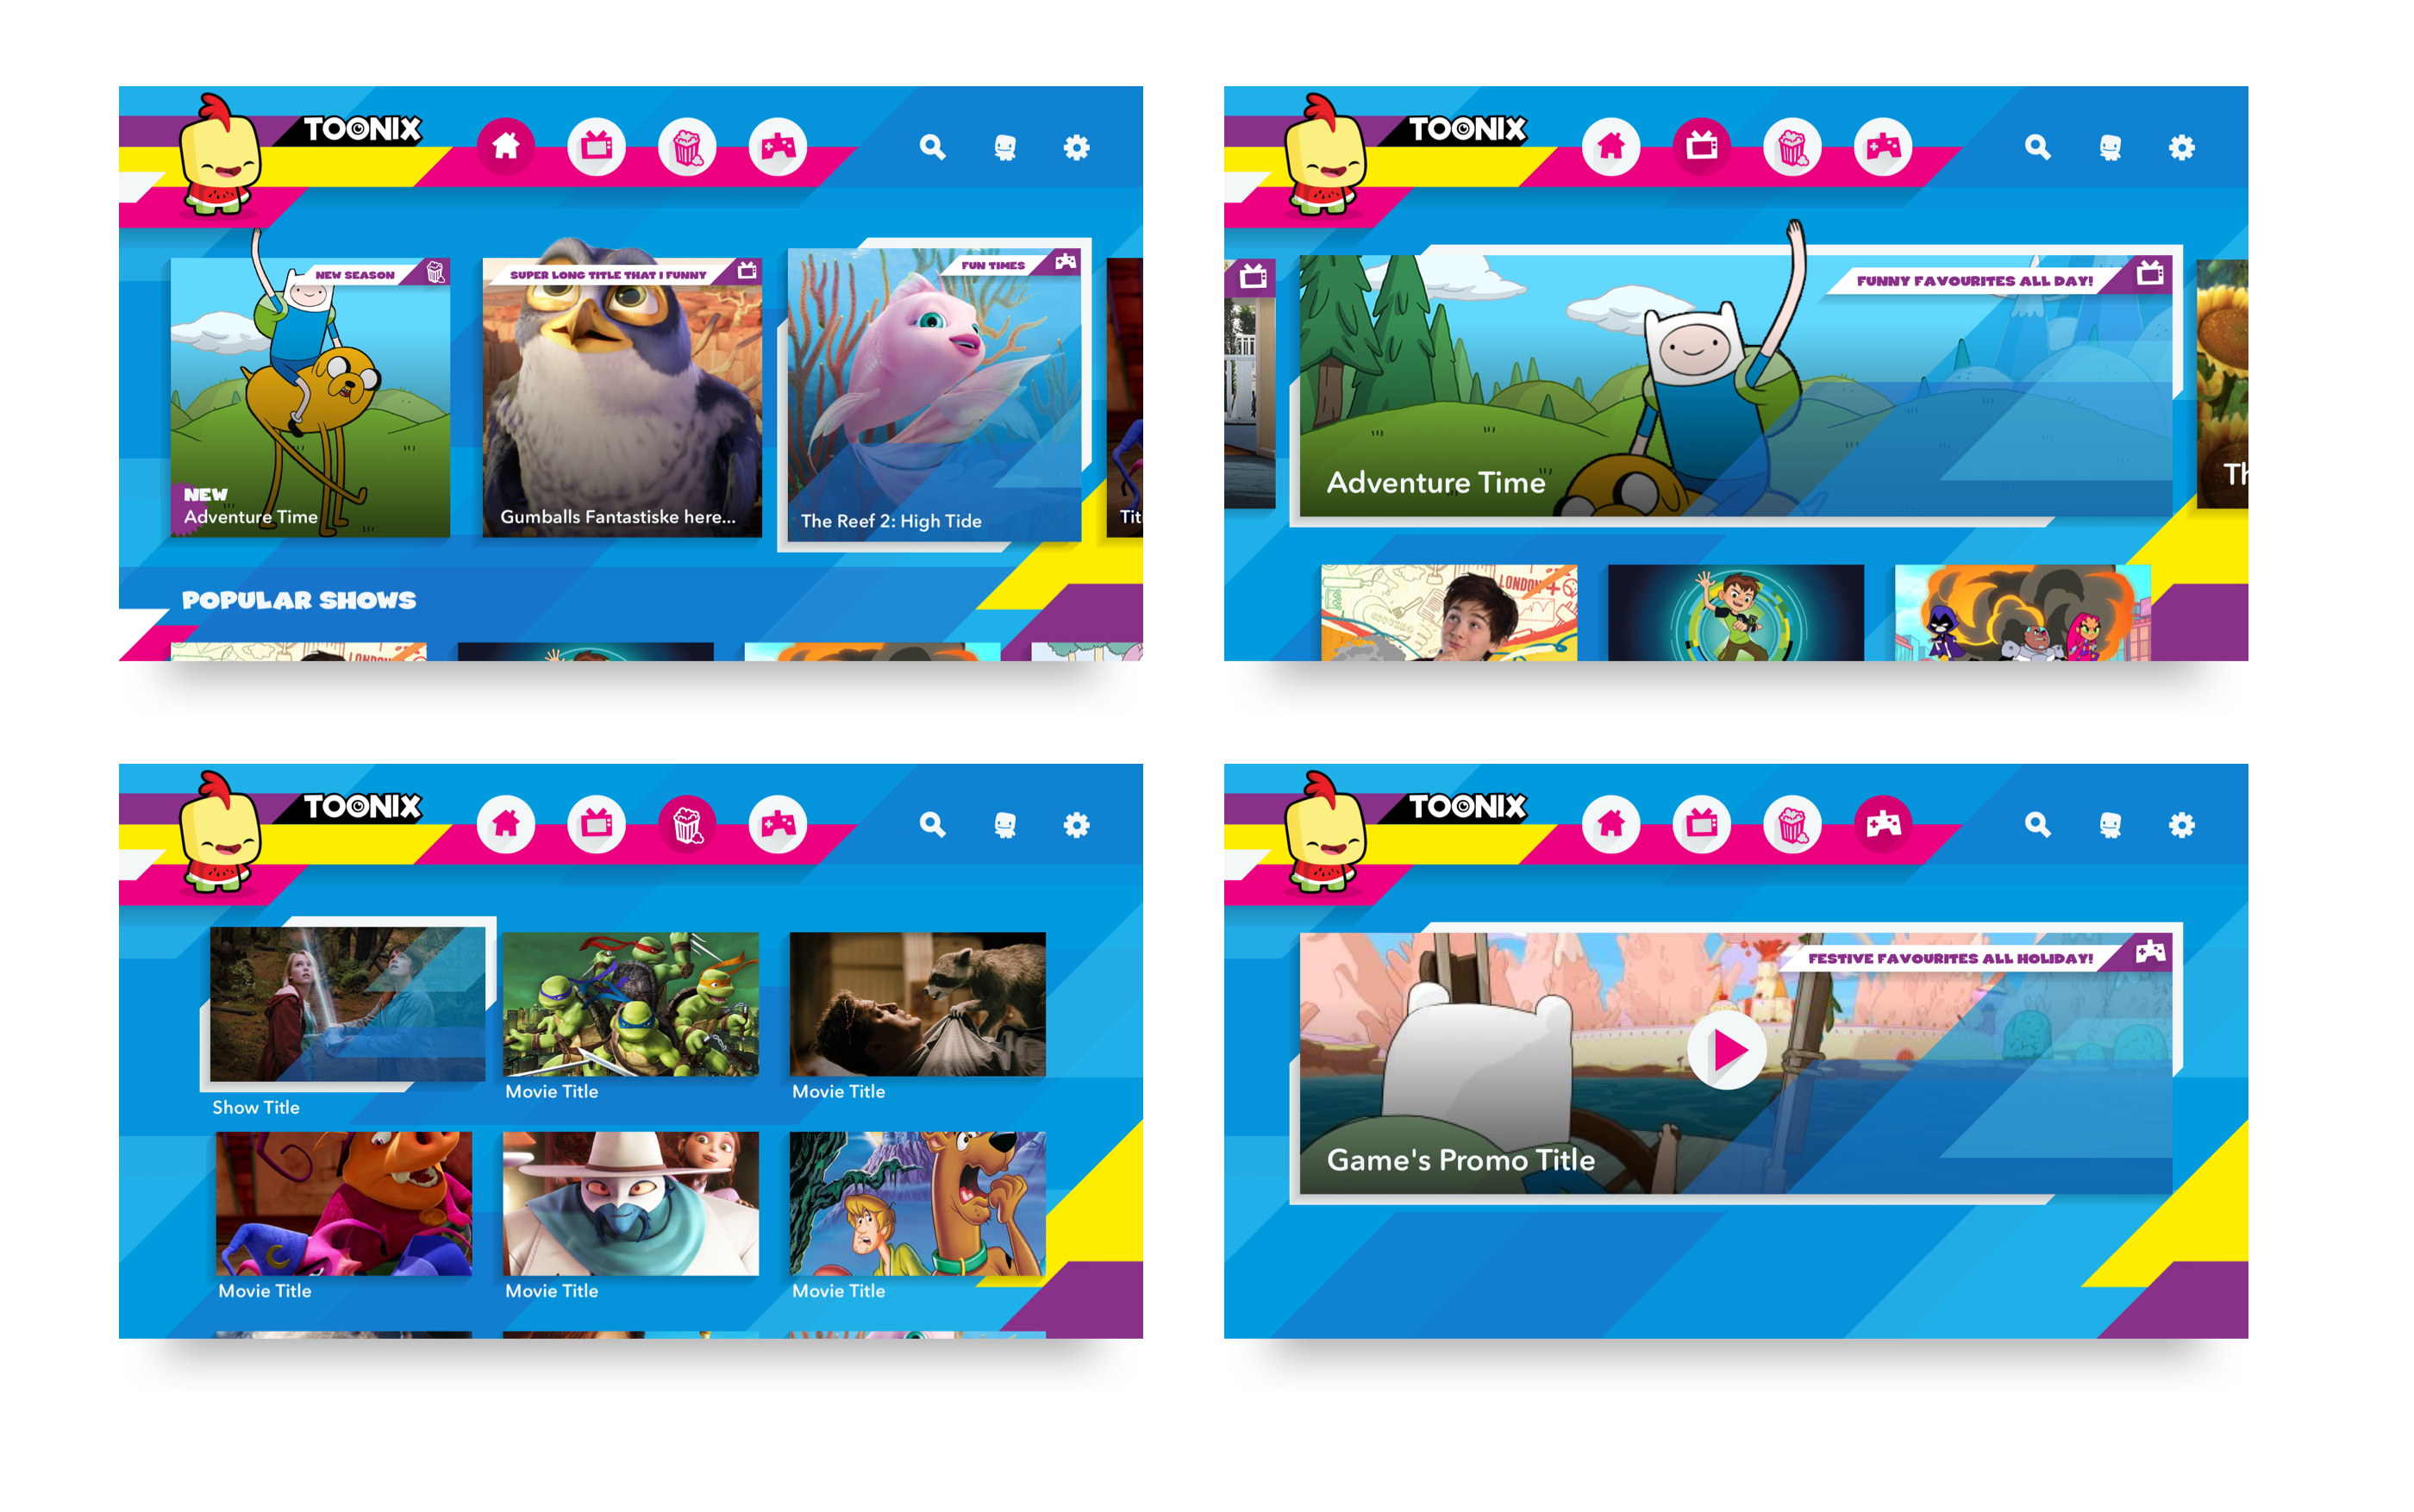 TOONIX
NEW SEASON
SUPER LONG TITLE THAT I FUNNY
FUN TIMES
NEW
Adventure Time
Gumballs Fantastiske here...
The Reef 2: High Tide
Tit
POPULAR SHOWS
LONDON
TOONIX
FUNNY FAVOURITES ALL DAY!
Adventure Time
Th
LONDON
TOONIX
Show Title
Movie Title
Movie Title
Movie Title
Movie Title
Movie Title
TOONIX
FESTIVE FAVOURITES ALL HOLIDAY!
Game's Promo Title